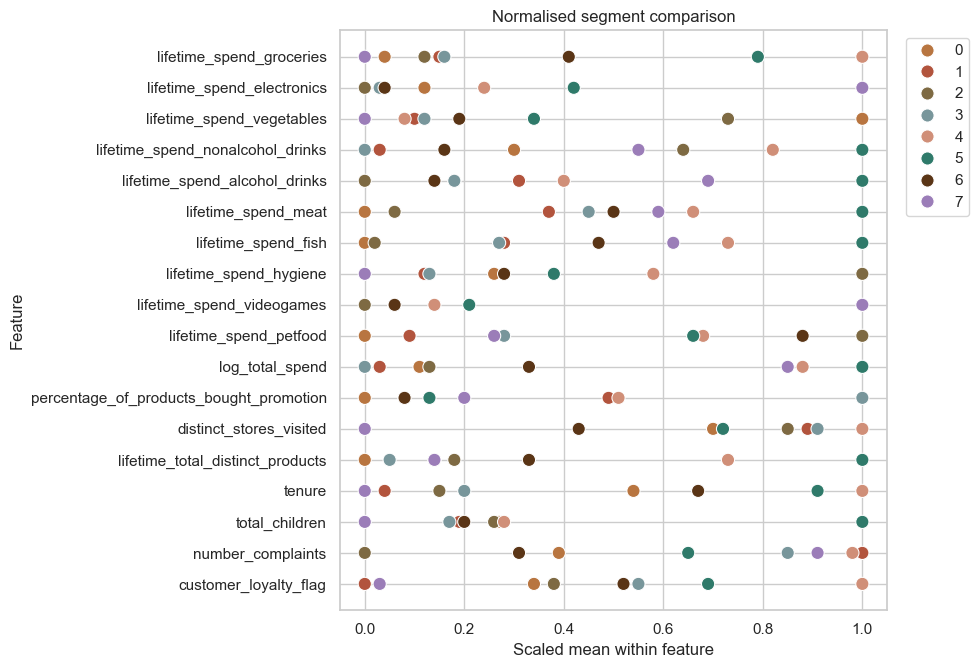 Normalised segment comparison
lifetime_spend_groceries
lifetime_spend_electronics
lifetime_spend_vegetables
lifetime_spend_nonalcohol_drinks
lifetime_spend_alcohol_drinks
lifetime_spend_meat
lifetime_spend_fish
lifetime_spend_hygiene
lifetime_spend_videogames
lifetime_spend_petfood
log_total_spend
percentage_of_products_bought_promotion
distinct_stores_visited
lifetime_total_distinct_products
tenure
total_children
number_complaints
customer_loyalty_flag
Feature
0.0 0.2 0.4 0.6 0.8 1.0
Scaled mean within feature
0
1
2
3
4
5
6
7